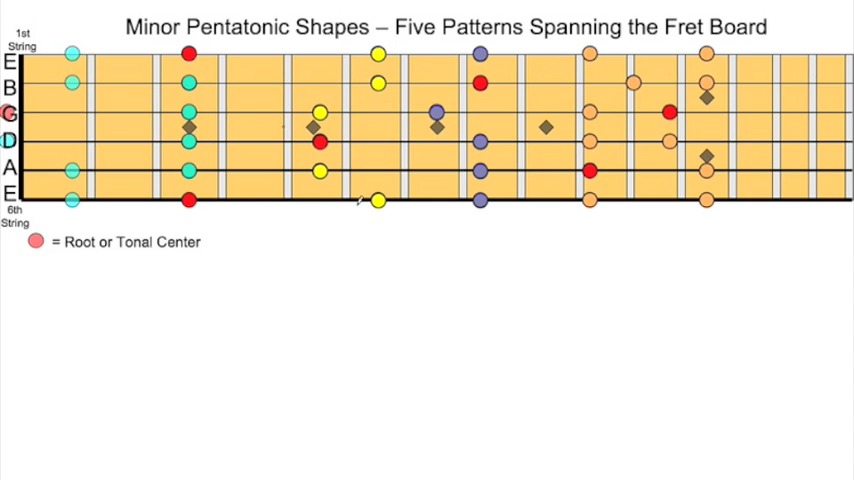 Minor Pentatonic Shapes – Five Patterns Spanning the Fret Board
1st
String
E
B
G
D
A
E
6th
String
= Root or Tonal Center